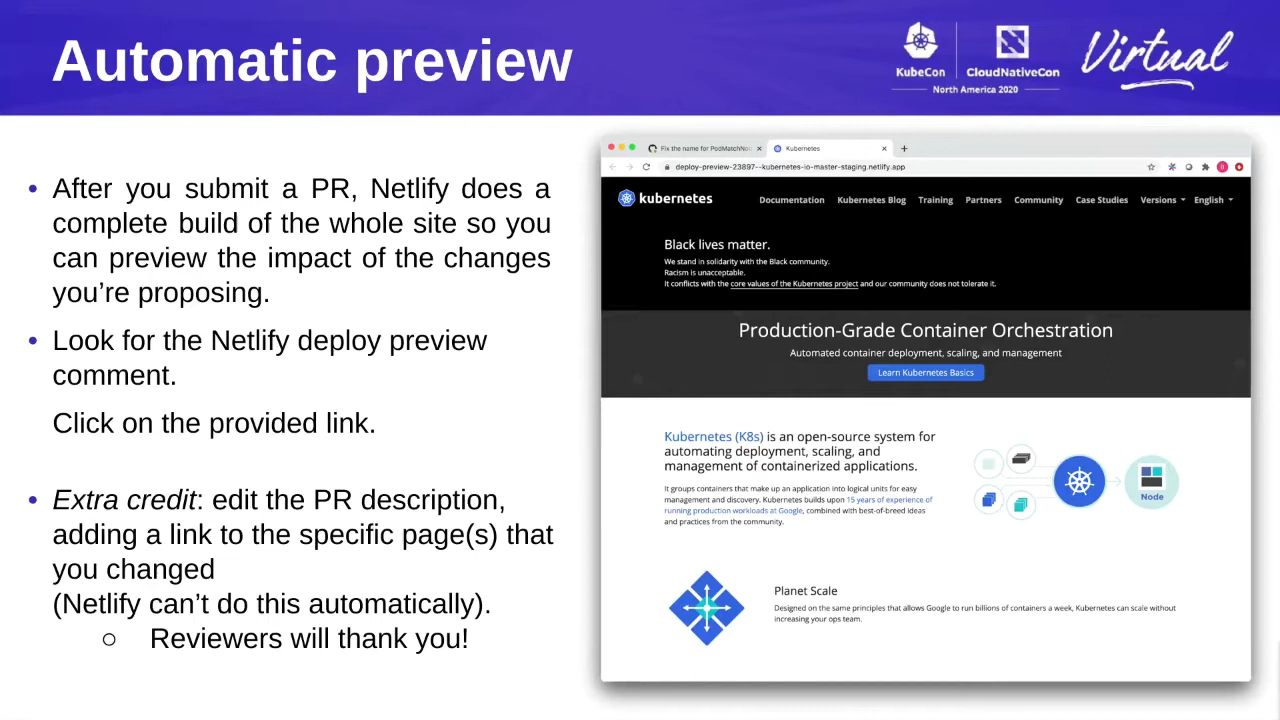 Automatic preview
KubeCon
CloudNativeCon
North America 2020
Virtual
• After you submit a PR, Netlify does a
complete build of the whole site so you
can preview the impact of the changes
you’re proposing.
• Look for the Netlify deploy preview
comment.
Click on the provided link.
• Extra credit: edit the PR description,
adding a link to the specific page(s) that
you changed
(Netlify can’t do this automatically).
○ Reviewers will thank you!
Fix the name for PodMatchNo
Kubernetes
deploy-preview-23897--kubernetes-io-master-staging.netlify.app
kubernetes
Documentation Kubernetes Blog Training Partners Community Case Studies Versions English
Black lives matter.
We stand in solidarity with the Black community.
Racism is unacceptable.
It conflicts with the core values of the Kubernetes project and our community does not tolerate it.
Production-Grade Container Orchestration
Automated container deployment, scaling, and management
Learn Kubernetes Basics
Kubernetes (K8s) is an open-source system for
automating deployment, scaling, and
management of containerized applications.
It groups containers that make up an application into logical units for easy
management and discovery. Kubernetes builds upon 15 years of experience of
running production workloads at Google, combined with best-of-breed ideas
and practices from the community.
Node
Planet Scale
Designed on the same principles that allows Google to run billions of containers a week, Kubernetes can scale without
increasing your ops team.